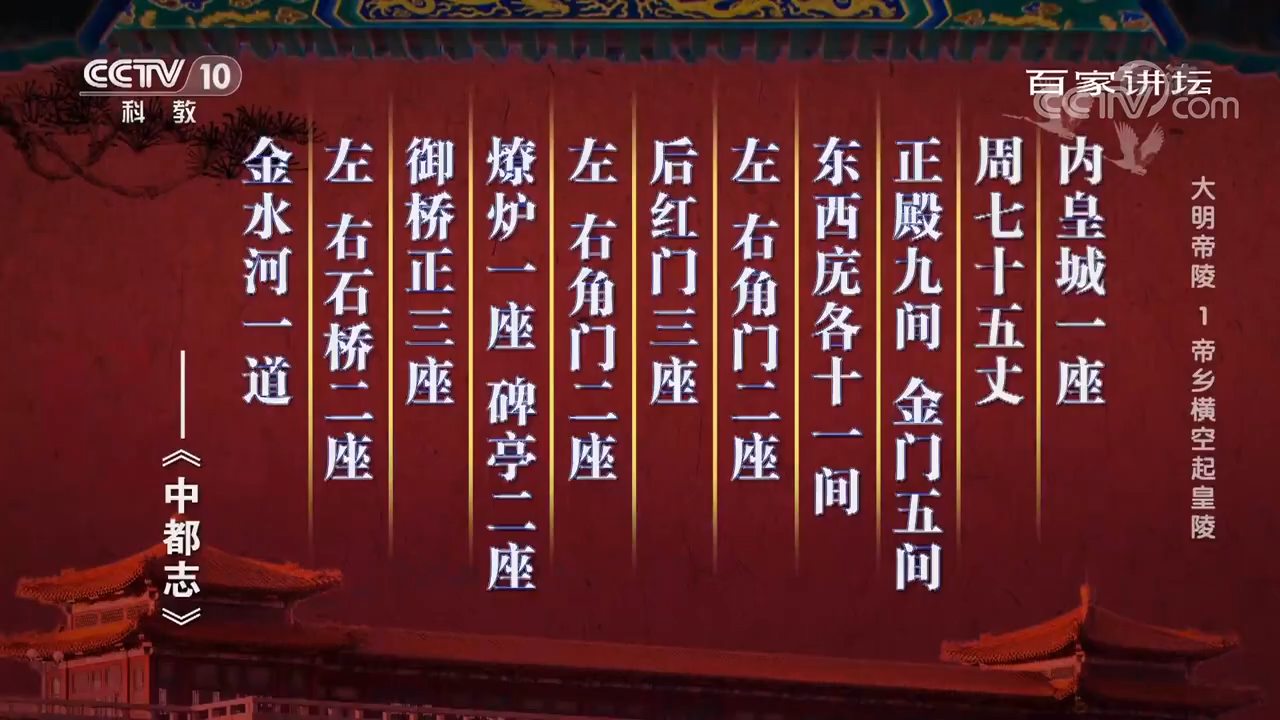 CCTV 10
科教
百家讲坛
CCTV.com
大明帝陵 1 帝乡横空起皇陵
内皇城一座
周七十五丈
正殿九间 金门五间
东西庑各十一间
左 右角门二座
后红门三座
左 右角门二座
燎炉一座 碑亭二座
御桥正三座
左 右石桥二座
金水河一道
——《中都志》